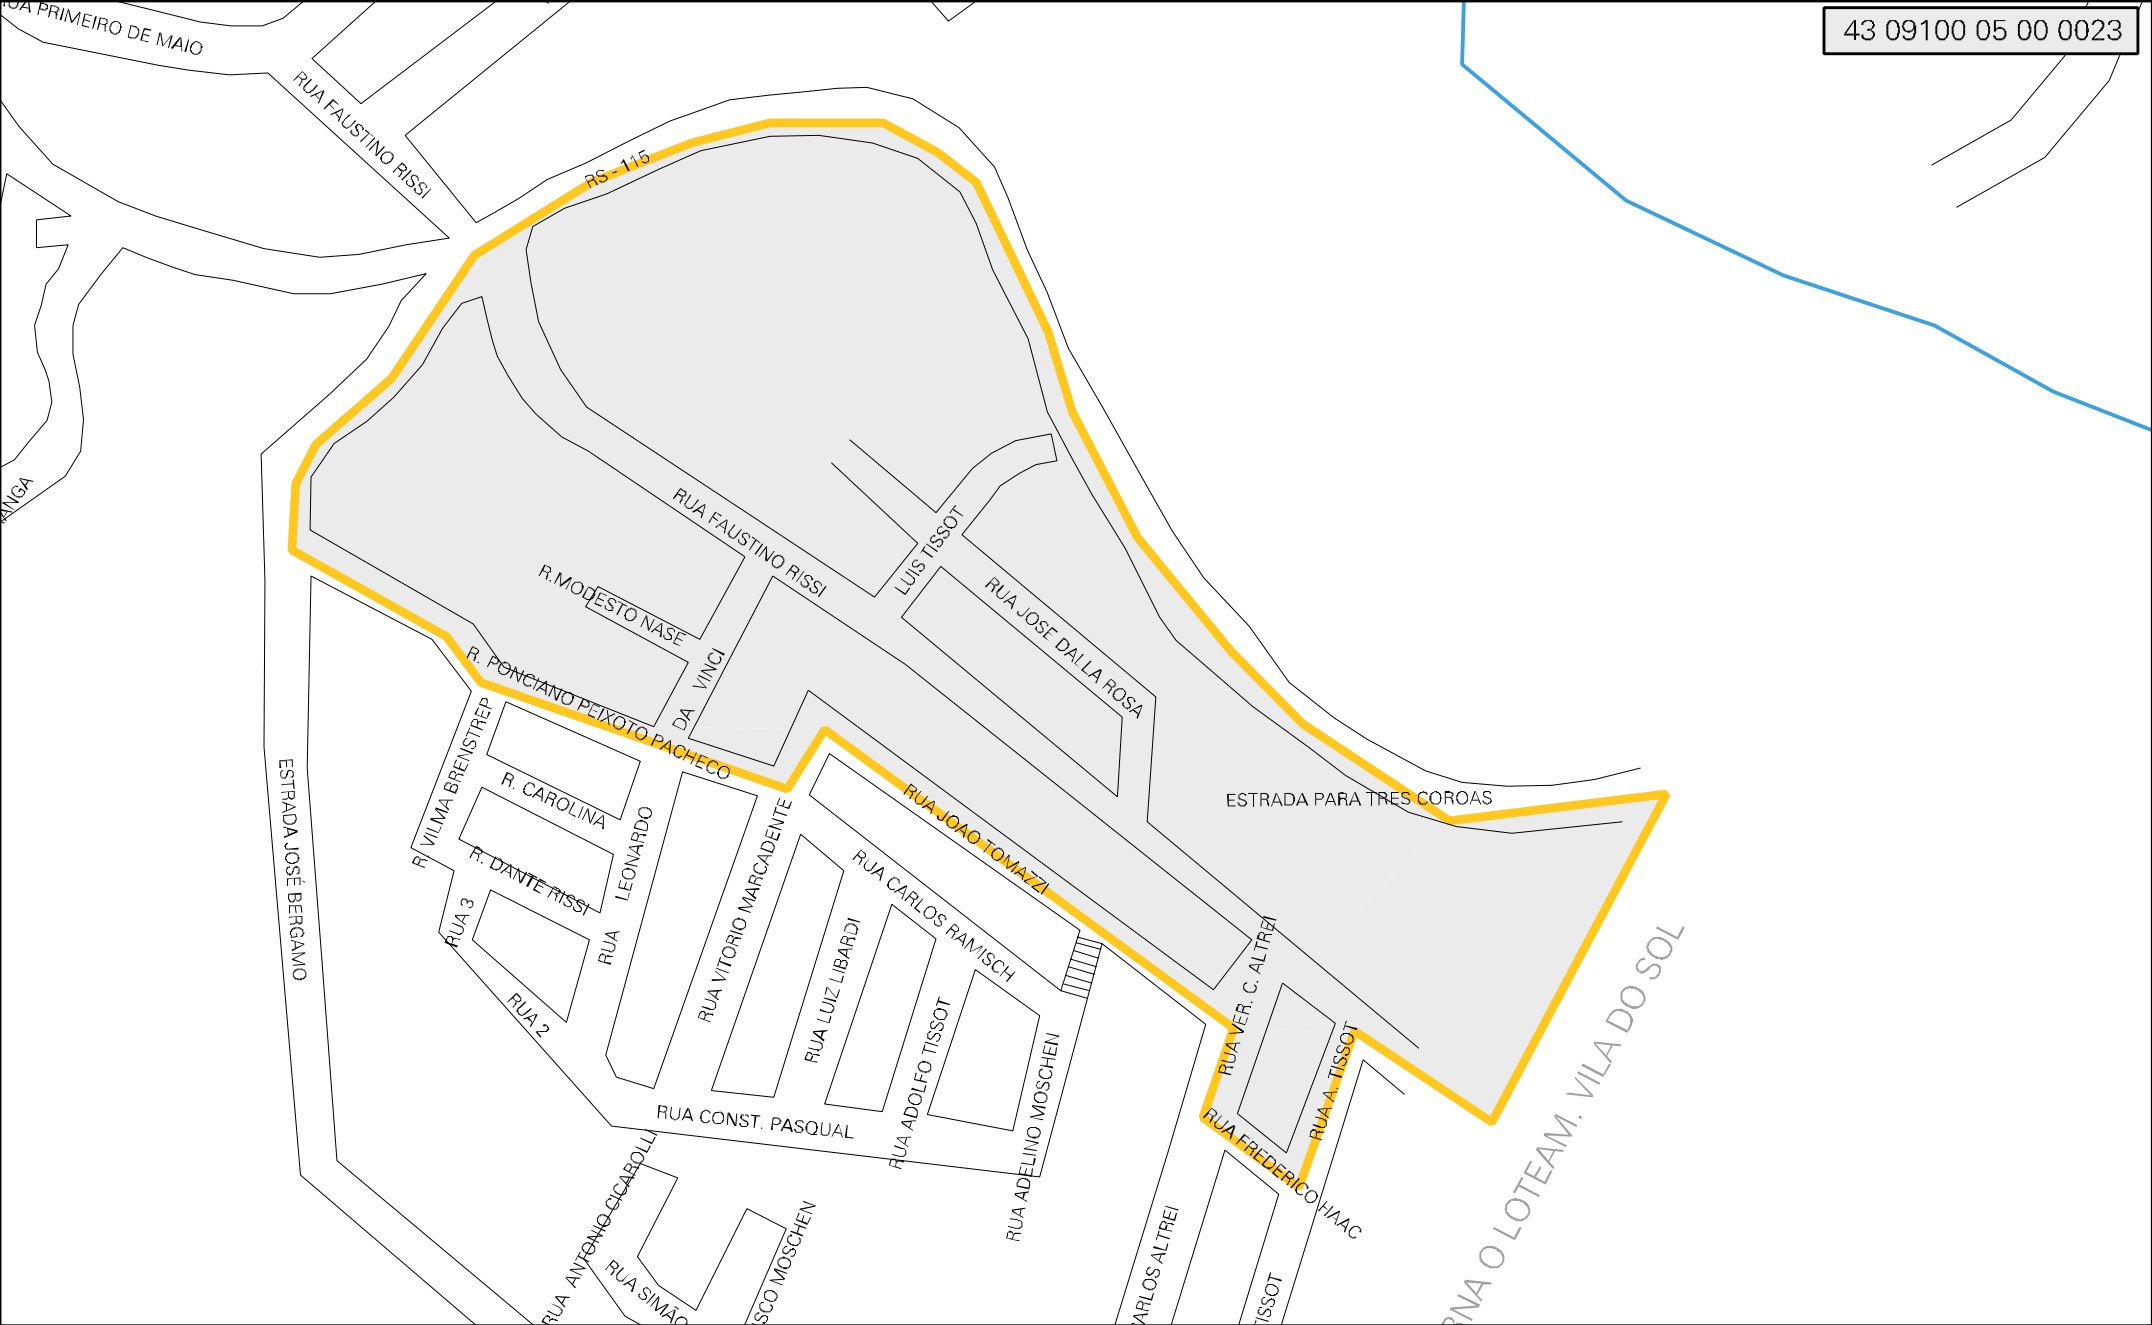 43 09100 05 00 0023
RUA PRIMEIRO DE MAIO
RUA FAUSTINO RISSI
RS - 115
RUA FAUSTINO RISSI
LUIS TISSOT
R.MODESTO NASE
RUA JOSE DALLA ROSA
R. PONCIANO PEIXOTO PACHECO
DA VINCI
R. VILMA BRENSTREP
ESTRADA JOSÉ BERGAMO
R. CAROLINA
RUA LEONARDO
RUA JOAO TOMAZZI
ESTRADA PARA TRES COROAS
R. DANTE RISSI
RUA VITORIO MARCADENTE
RUA CARLOS RAMISCH
RUA 3
RUA LUIZ LIBARDI
RUA 2
RUA ADOLFO TISSOT
RUA VER. C. ALTREI
RUA A. TISSOT
RUA ADELINO MOSCHEN
RUA CONST. PASQUAL
RUA FREDERICO HAAC
RUA ANTONIO CICAROLLI
RUA SIMÃO
SCO MOSCHEN
CARLOS ALTREI
TISSOT
RNA O LOTEAM. VILA DO SOL